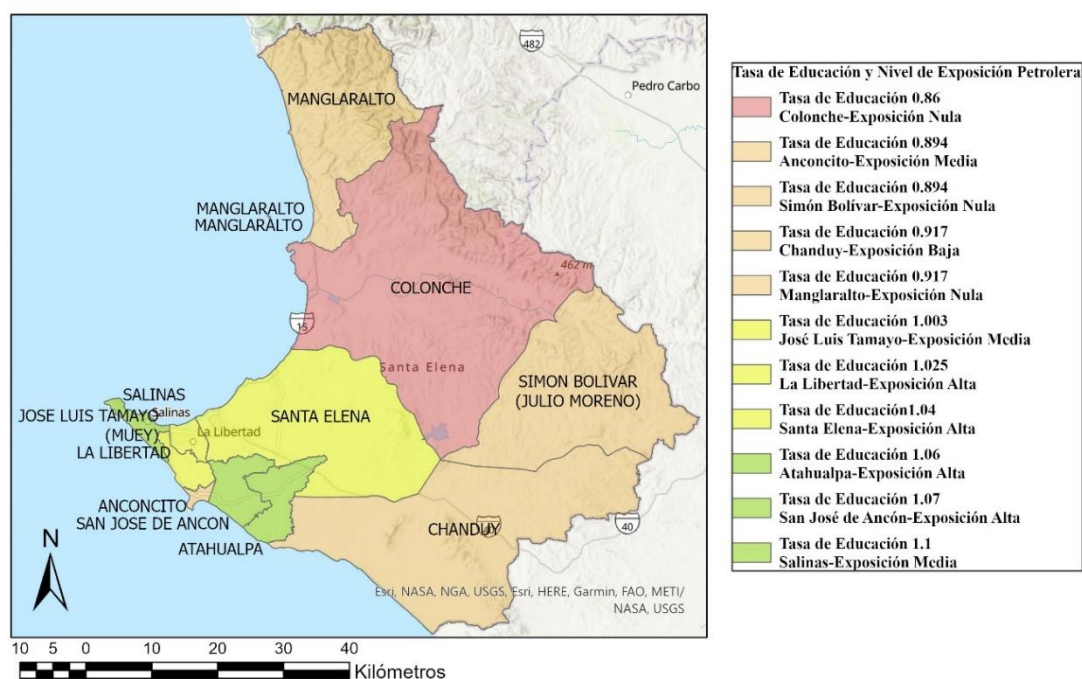 MANGLARALTO
482
Pedro Carbo
MANGLARALTO
MANGLARALTO
462 m
COLONCHE
15
Santa Elena
SIMON BOLIVAR
(JULIO MORENO)
SALINAS
Salinas
JOSE LUIS TAMAYO
(MUEY)
La Libertad
LA LIBERTAD
SANTA ELENA
ANCONCITO
SAN JOSE DE ANCON
ATAHUALPA
CHANDUY
40
N
Esri, NASA, NGA, USGS, Esri, HERE, Garmin, FAO, METI/
NASA, USGS
10 5 0 10 20 30 40
Kilómetros
Tasa de Educación y Nivel de Exposición Petrolera
Tasa de Educación 0.86
Colonche-Exposición Nula
Tasa de Educación 0.894
Anconcito-Exposición Media
Tasa de Educación 0.894
Simón Bolívar-Exposición Nula
Tasa de Educación 0.917
Chanduy-Exposición Baja
Tasa de Educación 0.917
Manglaralto-Exposición Nula
Tasa de Educación 1.003
José Luis Tamayo-Exposición Media
Tasa de Educación 1.025
La Libertad-Exposición Alta
Tasa de Educación1.04
Santa Elena-Exposición Alta
Tasa de Educación 1.06
Atahualpa-Exposición Alta
Tasa de Educación 1.07
San José de Ancón-Exposición Alta
Tasa de Educación 1.1
Salinas-Exposición Media